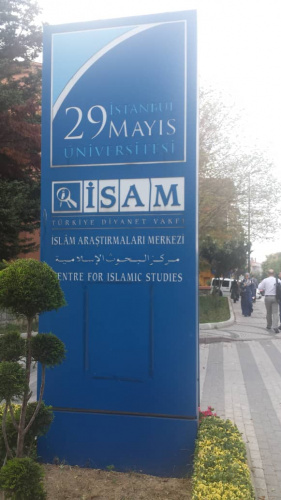 İSTANBUL
29 MAYIS
ÜNİVERSİTESİ
İSAM
TÜRKİYE DİYANET VAKFI
İSLÂM ARAŞTIRMALARI MERKEZİ
مركز البحوث الإسلامية
CENTRE FOR ISLAMIC STUDIES